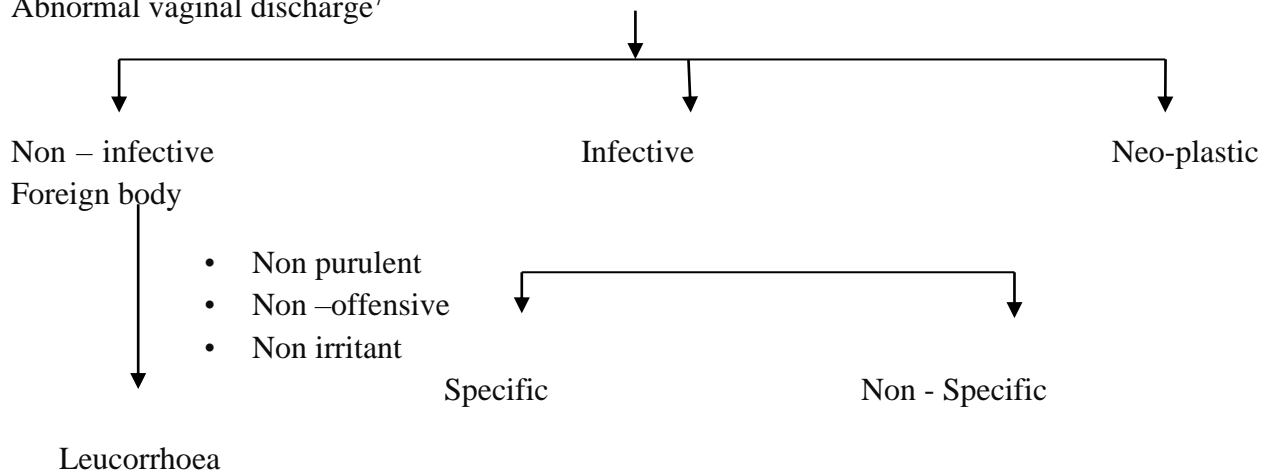 Abnormal vaginal discharge⁷
Non – infective
Infective
Neo-plastic
Foreign body
• Non purulent
• Non –offensive
• Non irritant
Specific
Non - Specific
Leucorrhoea